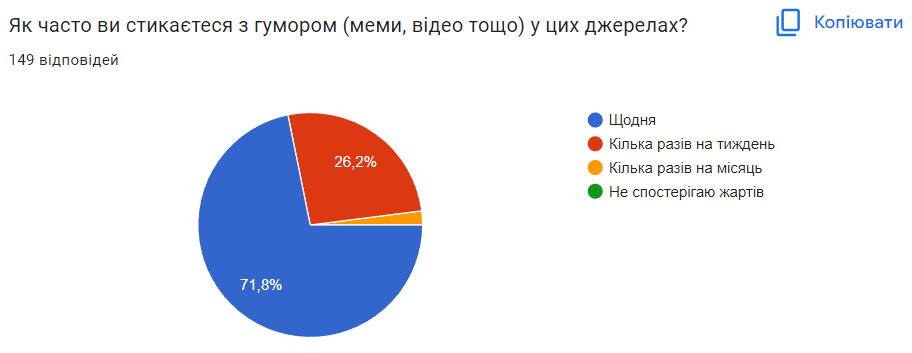 Як часто ви стикаєтеся з гумором (меми, відео тощо) у цих джерелах?
Копіювати
149 відповідей
Щодня
Кілька разів на тиждень
Кілька разів на місяць
Не спостерігаю жартів
26,2%
71,8%